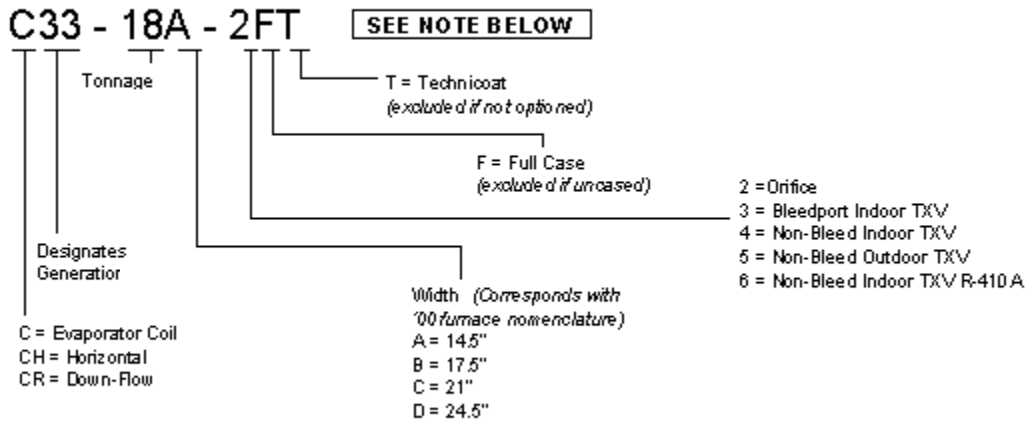 C33 - 18A - 2FT
SEE NOTE BELOW
Tonnage
T = Technicoat
(excluded if not optioned)
F = Full Case
(excluded if uncased)
2 =Orifice
3 = Bleedport Indoor TXV
4 = Non-Bleed Indoor TXV
5 = Non-Bleed Outdoor TXV
6 = Non-Bleed Indoor TXV R-410 A
Designates
Generation
Width (Corresponds with
'00 furnace nomenclature)
A = 14.5"
B = 17.5"
C = 21"
D = 24.5"
C = Evaporator Coil
CH = Horizontal
CR = Down-Flow